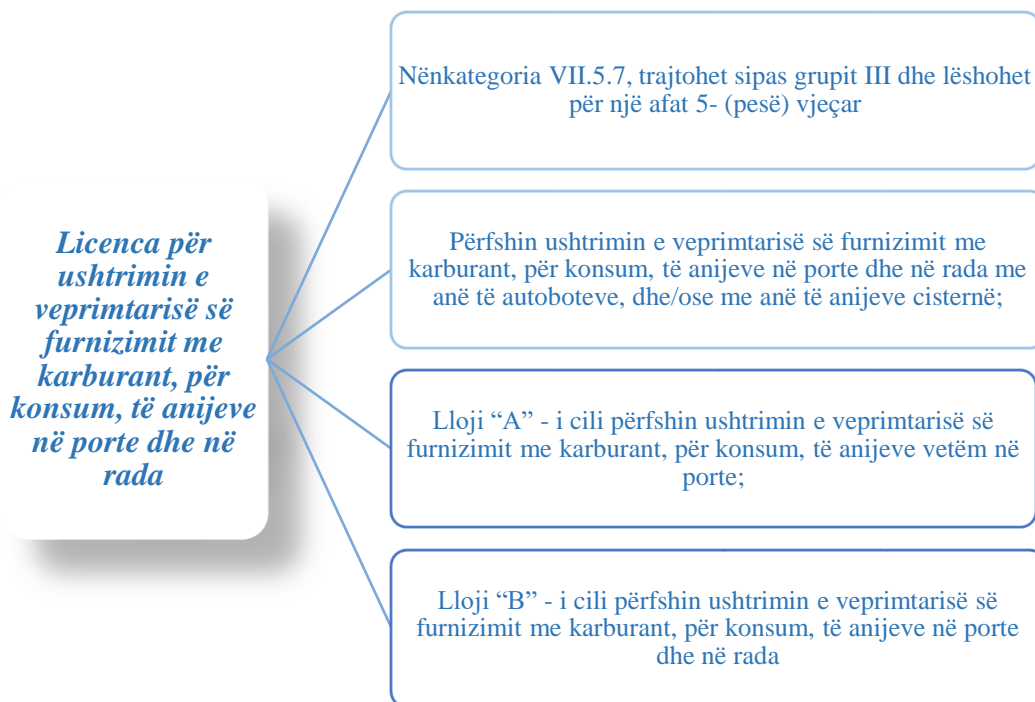 Licenca për
ushtrimin e
veprimtarisë së
furnizimit me
karburant, për
konsum, të anijeve
në porte dhe në
rada
Nënkategoria VII.5.7, trajtohet sipas grupit III dhe lëshohet
për një afat 5- (pesë) vjeçar
Përfshin ushtrimin e veprimtarisë së furnizimit me
karburant, për konsum, të anijeve në porte dhe në rada me
anë të autoboteve, dhe/ose me anë të anijeve cisternë;
Lloji “A” - i cili përfshin ushtrimin e veprimtarisë së
furnizimit me karburant, për konsum, të anijeve vetëm në
porte;
Lloji “B” - i cili përfshin ushtrimin e veprimtarisë së
furnizimit me karburant, për konsum, të anijeve në porte
dhe në rada